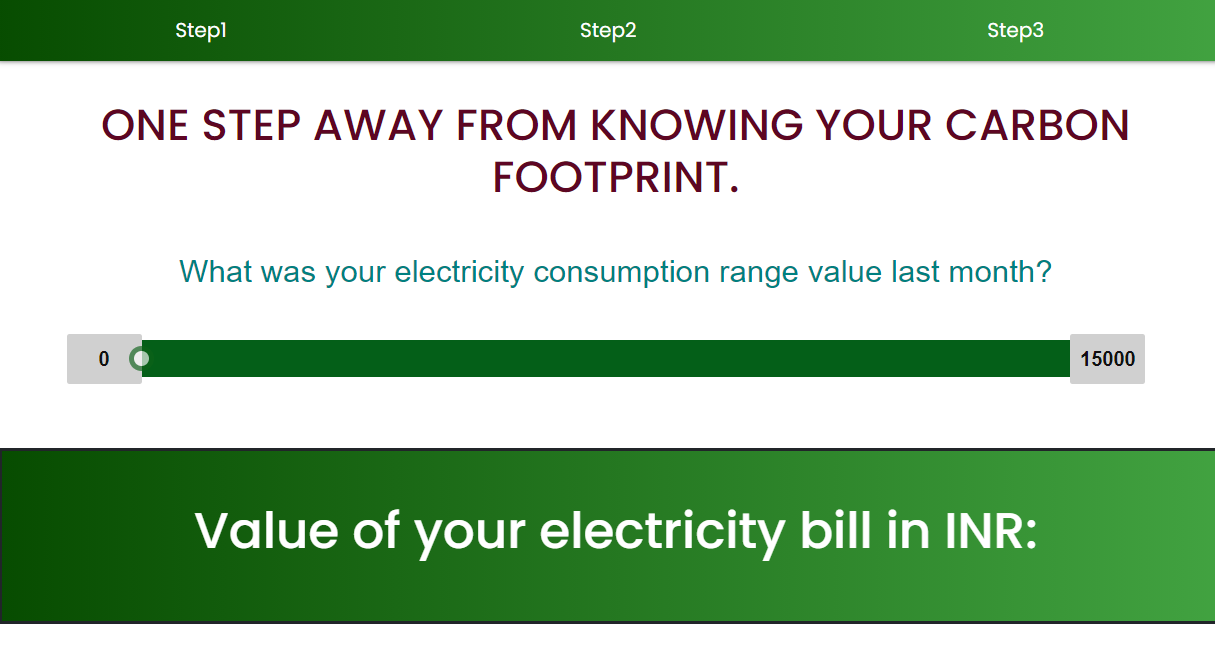 Step1 Step2 Step3
ONE STEP AWAY FROM KNOWING YOUR CARBON
FOOTPRINT.
What was your electricity consumption range value last month?
0 15000
Value of your electricity bill in INR: